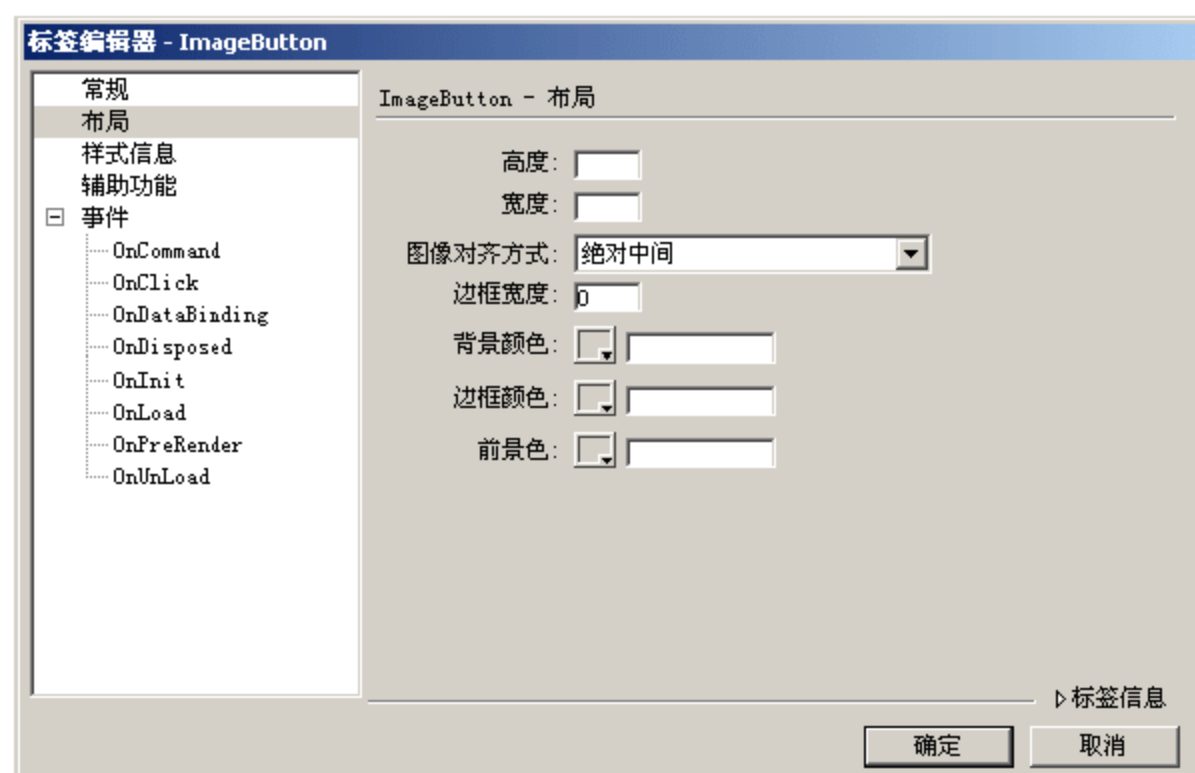 标签编辑器 - ImageButton
常规
布局
样式信息
辅助功能
事件
OnCommand
OnClick
OnDataBinding
OnDisposed
OnInit
OnLoad
OnPreRender
OnUnLoad
ImageButton - 布局
高度:
宽度:
图像对齐方式: 绝对中间
边框宽度: 0
背景颜色:
边框颜色:
前景色:
标签信息
确定 取消